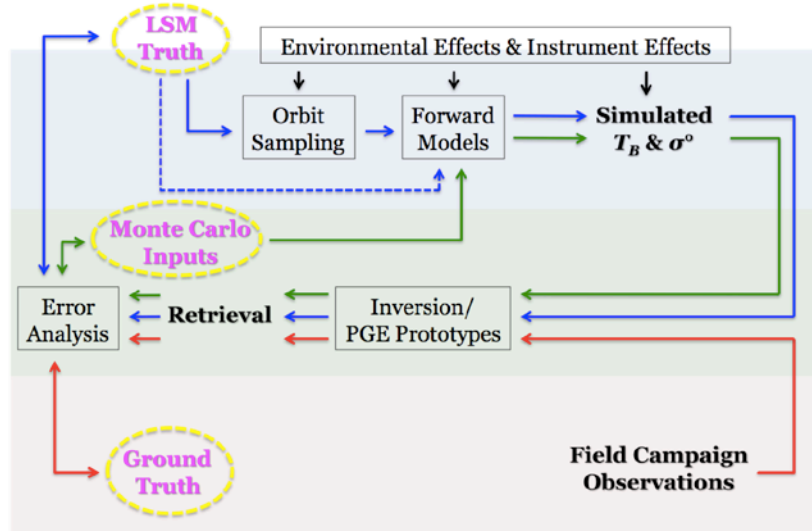 LSM
Truth
Environmental Effects & Instrument Effects
Orbit
Sampling
Forward
Models
Simulated
T_B & σ°
Monte Carlo
Inputs
Error
Analysis
Retrieval
Inversion/
PGE Prototypes
Ground
Truth
Field Campaign
Observations